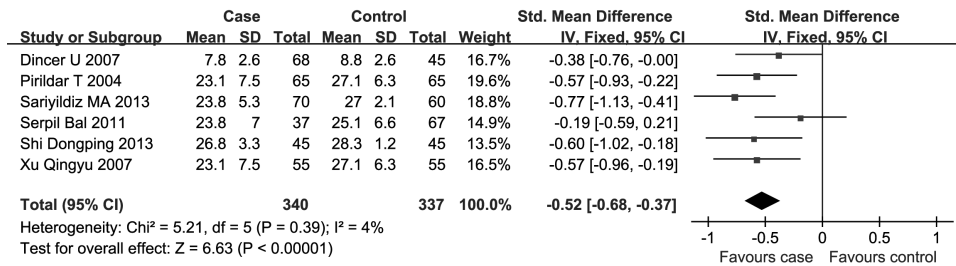 Case Control Std. Mean Difference Std. Mean Difference
Study or Subgroup Mean SD Total Mean SD Total Weight IV, Fixed, 95% CI IV, Fixed, 95% CI
Dincer U 2007 7.8 2.6 68 8.8 2.6 45 16.7% -0.38 [-0.76, -0.00]
Pirildar T 2004 23.1 7.5 65 27.1 6.3 65 19.6% -0.57 [-0.93, -0.22]
Sariyildiz MA 2013 23.8 5.3 70 27 2.1 60 18.8% -0.77 [-1.13, -0.41]
Serpil Bal 2011 23.8 7 37 25.1 6.6 67 14.9% -0.19 [-0.59, 0.21]
Shi Dongping 2013 26.8 3.3 45 28.3 1.2 45 13.5% -0.60 [-1.02, -0.18]
Xu Qingyu 2007 23.1 7.5 55 27.1 6.3 55 16.5% -0.57 [-0.96, -0.19]
Total (95% CI) 340 337 100.0% -0.52 [-0.68, -0.37]
Heterogeneity: Chi² = 5.21, df = 5 (P = 0.39); I² = 4%
Test for overall effect: Z = 6.63 (P < 0.00001)
-1 -0.5 0 0.5 1
Favours case Favours control